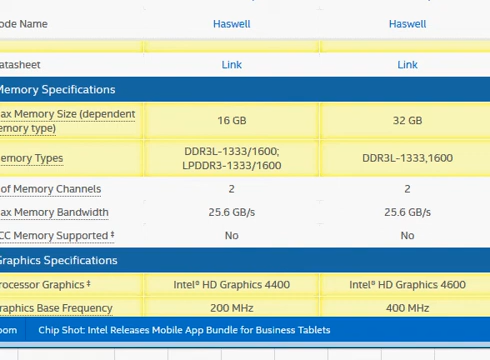 ode Name Haswell Haswell
atasheet Link Link
Memory Specifications
ax Memory Size (dependent
emory type) 16 GB 32 GB
emory Types DDR3L-1333/1600; LPDDR3-1333/1600 DDR3L-1333,1600
of Memory Channels 2 2
ax Memory Bandwidth 25.6 GB/s 25.6 GB/s
CC Memory Supported ‡ No No
Graphics Specifications
rocessor Graphics ‡ Intel® HD Graphics 4400 Intel® HD Graphics 4600
raphics Base Frequency 200 MHz 400 MHz
oom Chip Shot: Intel Releases Mobile App Bundle for Business Tablets